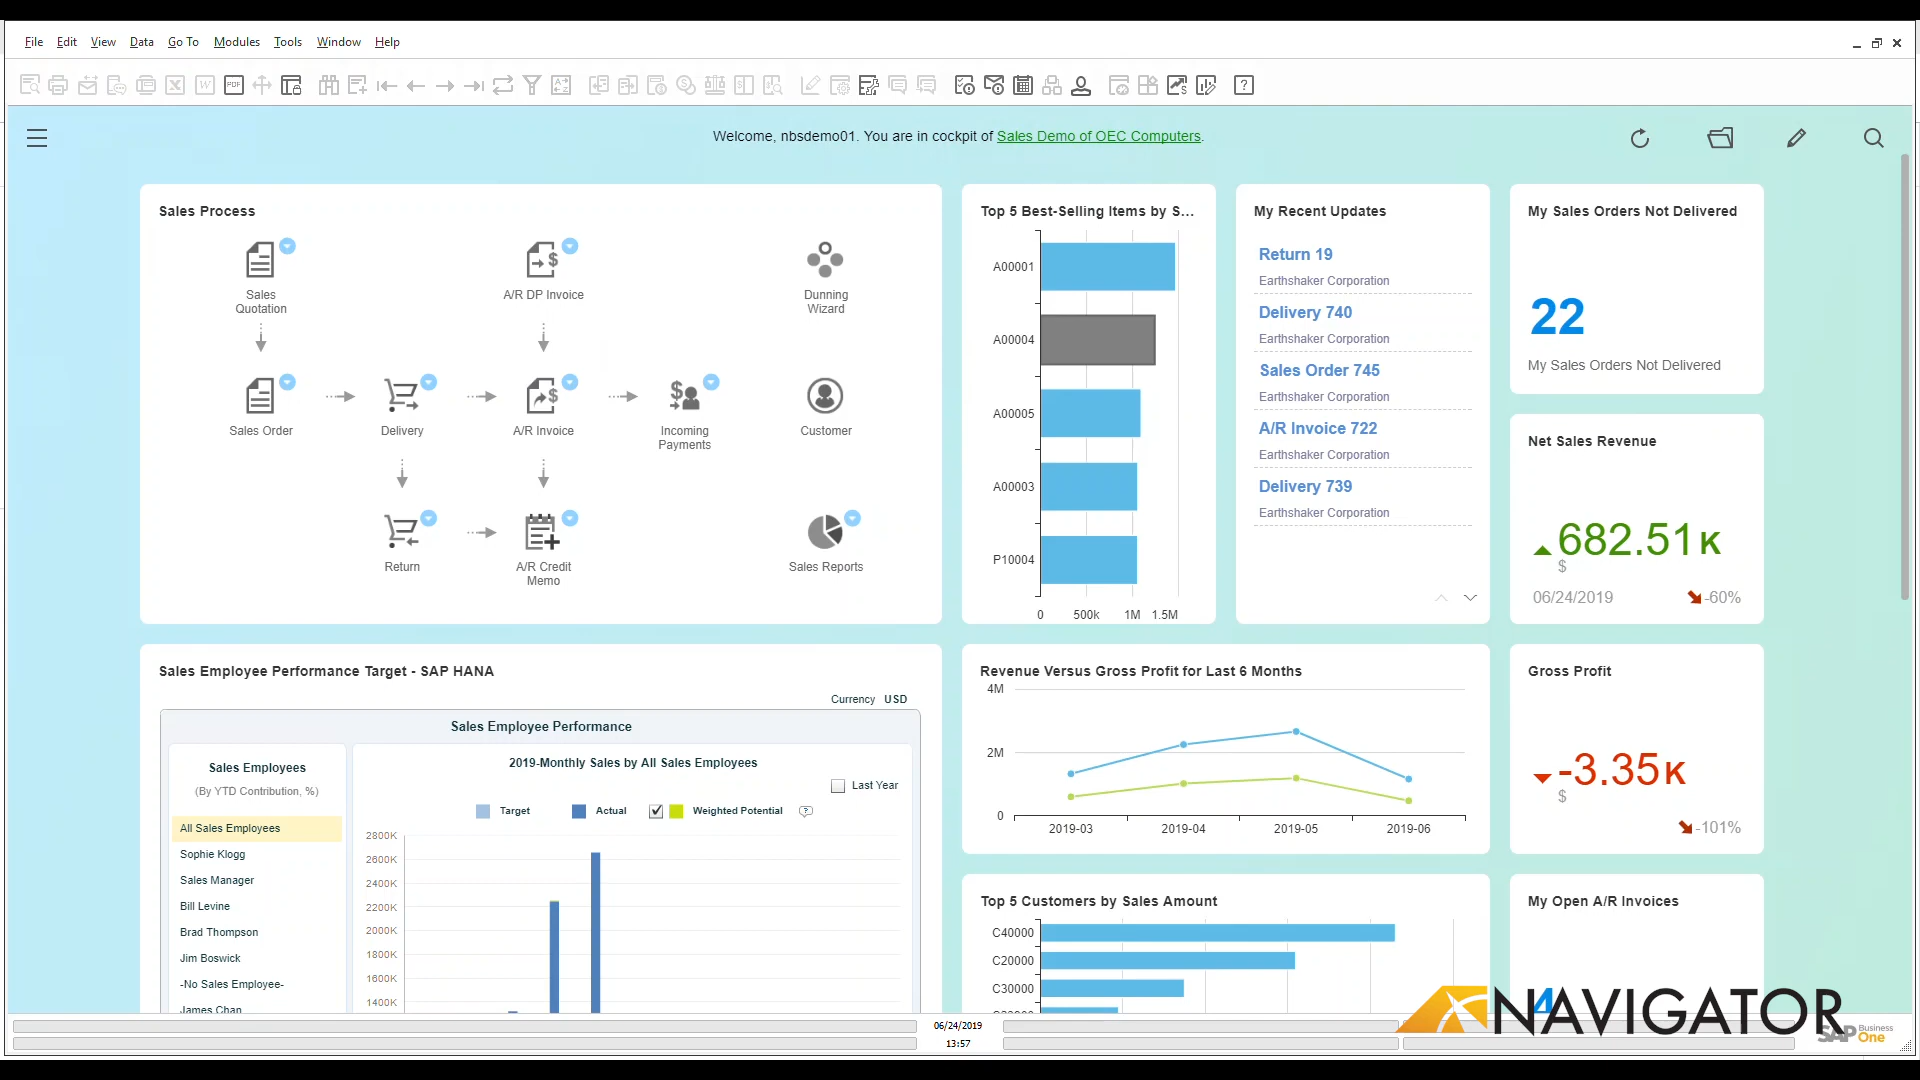 File Edit View Data Go To Modules Tools Window Help
Welcome, nbsdemo01. You are in cockpit of Sales Demo of OEC Computers.
Sales Process
Sales
Quotation
A/R DP Invoice
Dunning
Wizard
Sales Order
Delivery
A/R Invoice
Incoming
Payments
Customer
Return
A/R Credit
Memo
Sales Reports
Top 5 Best-Selling Items by S...
A00001
A00004
A00005
A00003
P10004
0 500k 1M 1.5M
My Recent Updates
Return 19
Earthshaker Corporation
Delivery 740
Earthshaker Corporation
Sales Order 745
Earthshaker Corporation
A/R Invoice 722
Earthshaker Corporation
Delivery 739
Earthshaker Corporation
My Sales Orders Not Delivered
22
My Sales Orders Not Delivered
Net Sales Revenue
682.51K
$
06/24/2019 -60%
Sales Employee Performance Target - SAP HANA
Currency USD
Sales Employee Performance
Sales Employees
(By YTD Contribution, %)
All Sales Employees
Sophie Klogg
Sales Manager
Bill Levine
Brad Thompson
Jim Boswick
-No Sales Employee-
James Chan
2019-Monthly Sales by All Sales Employees
Last Year
Target Actual Weighted Potential
2800K
2600K
2400K
2200K
2000K
1800K
1600K
1400K
Revenue Versus Gross Profit for Last 6 Months
4M
2M
0
2019-03 2019-04 2019-05 2019-06
Gross Profit
-3.35K
$
-101%
Top 5 Customers by Sales Amount
C40000
C20000
C30000
My Open A/R Invoices
4
NAVIGATOR
SAP Business
One
06/24/2019
13:57